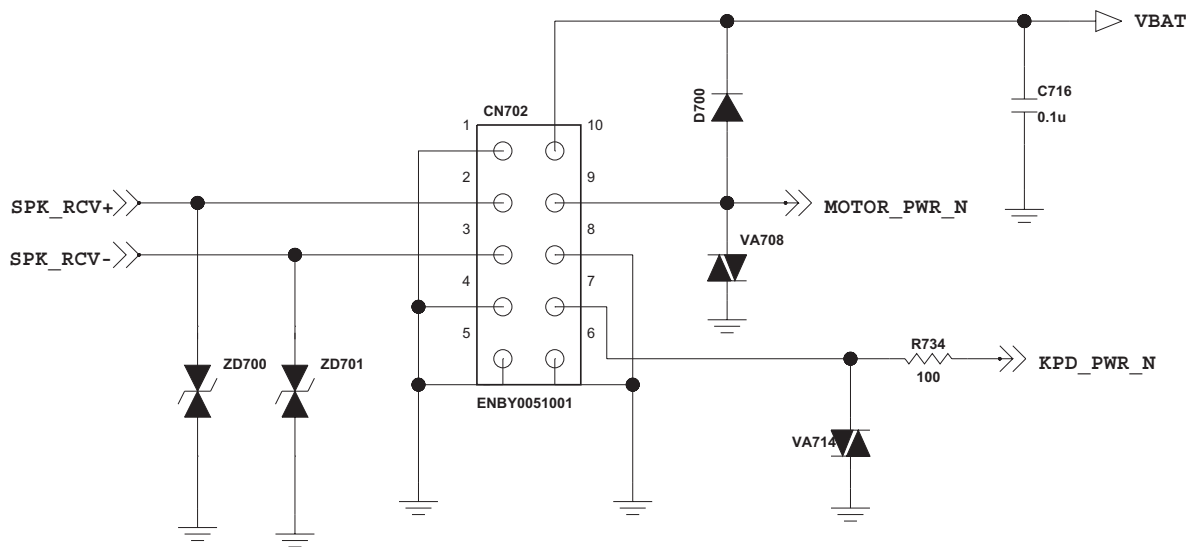 VBAT
D700
C716
0.1u
CN702
1
10
2
9
SPK_RCV+
MOTOR_PWR_N
3
8
VA708
SPK_RCV-
4
7
5
6
R734
ZD700
ZD701
100
KPD_PWR_N
ENBY0051001
VA714